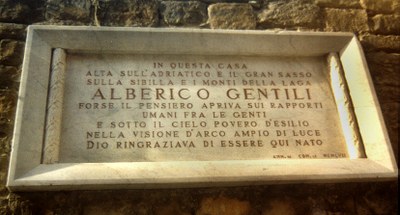 IN QUESTA CASA
ALTA SULL'ADRIATICO E IL GRAN SASSO
SULLA SIBILLA E I MONTI DELLA LAGA
ALBERICO GENTILI
FORSE IL PENSIERO APRIVA SUI RAPPORTI
UMANI FRA LE GENTI
E SOTTO IL CIELO POVERO D'ESILIO
NELLA VISIONE D'ARCO AMPIO DI LUCE
DIO RINGRAZIAVA DI ESSERE QUI NATO